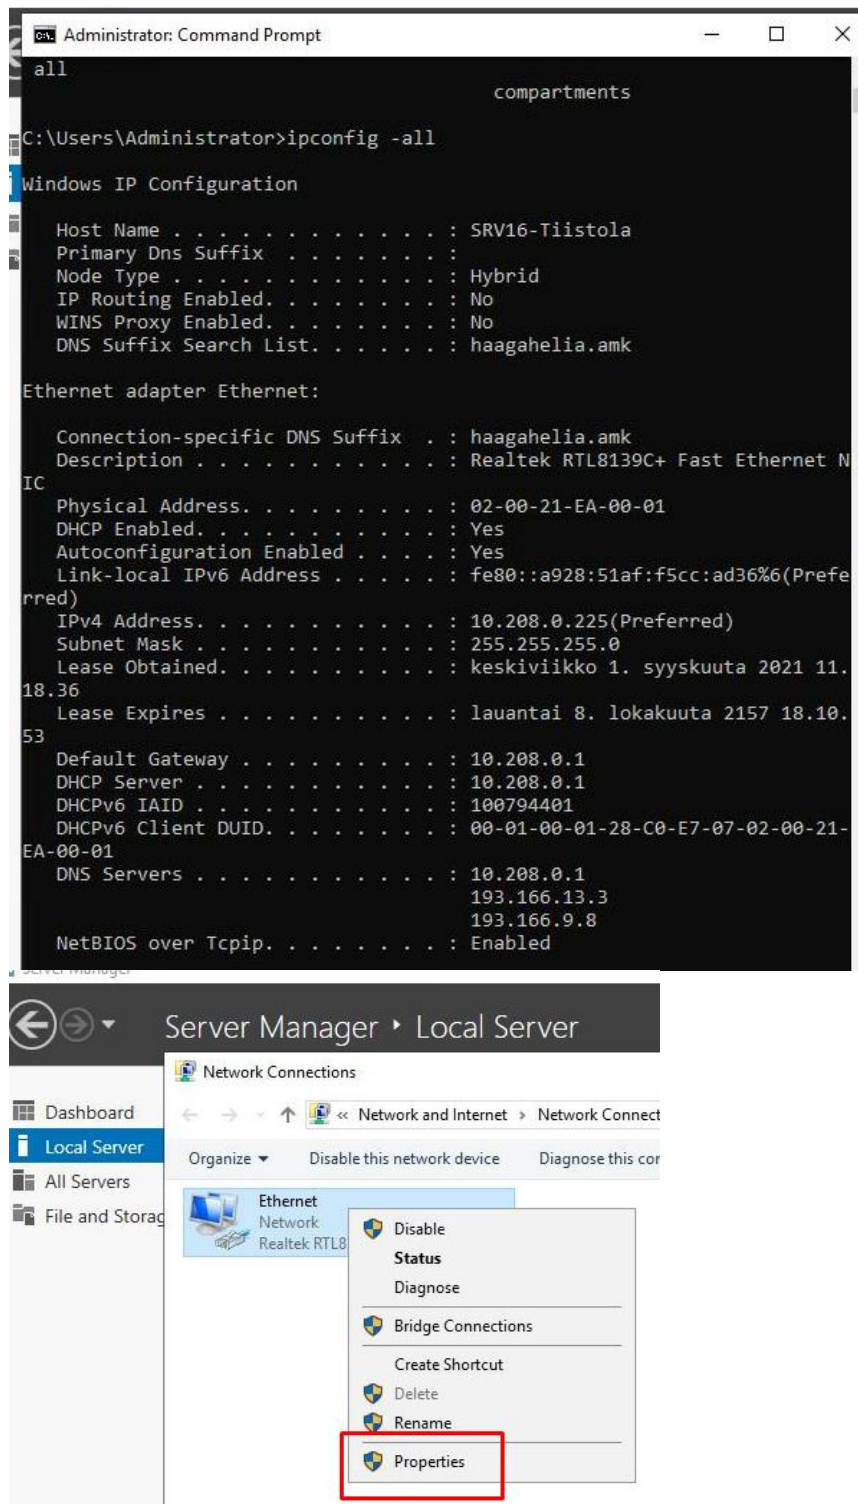 Administrator: Command Prompt
all
compartments
C:\Users\Administrator>ipconfig -all
Windows IP Configuration
Host Name . . . . . . . . . . . . : SRV16-Tiistola
Primary Dns Suffix . . . . . . . :
Node Type . . . . . . . . . . . . : Hybrid
IP Routing Enabled. . . . . . . . : No
WINS Proxy Enabled. . . . . . . . : No
DNS Suffix Search List. . . . . . : haagahelia.amk
Ethernet adapter Ethernet:
Connection-specific DNS Suffix . : haagahelia.amk
Description . . . . . . . . . . . : Realtek RTL8139C+ Fast Ethernet N
IC
Physical Address. . . . . . . . . : 02-00-21-EA-00-01
DHCP Enabled. . . . . . . . . . . : Yes
Autoconfiguration Enabled . . . . : Yes
Link-local IPv6 Address . . . . . : fe80::a928:51af:f5cc:ad36%6(Prefe
rred)
IPv4 Address. . . . . . . . . . . : 10.208.0.225(Preferred)
Subnet Mask . . . . . . . . . . . : 255.255.255.0
Lease Obtained. . . . . . . . . . : keskiviikko 1. syyskuuta 2021 11.
18.36
Lease Expires . . . . . . . . . . : lauantai 8. lokakuuta 2157 18.10.
53
Default Gateway . . . . . . . . . : 10.208.0.1
DHCP Server . . . . . . . . . . . : 10.208.0.1
DHCPv6 IAID . . . . . . . . . . . : 100794401
DHCPv6 Client DUID. . . . . . . . : 00-01-00-01-28-C0-E7-07-02-00-21-
EA-00-01
DNS Servers . . . . . . . . . . . : 10.208.0.1
193.166.13.3
193.166.9.8
NetBIOS over Tcpip. . . . . . . . : Enabled
Server Manager
Server Manager ‣ Local Server
Network Connections
« Network and Internet › Network Connect
Dashboard
Local Server
All Servers
File and Storag
Organize ▾ Disable this network device Diagnose this cor
Ethernet
Network
Realtek RTL8
Disable
Status
Diagnose
Bridge Connections
Create Shortcut
Delete
Rename
Properties